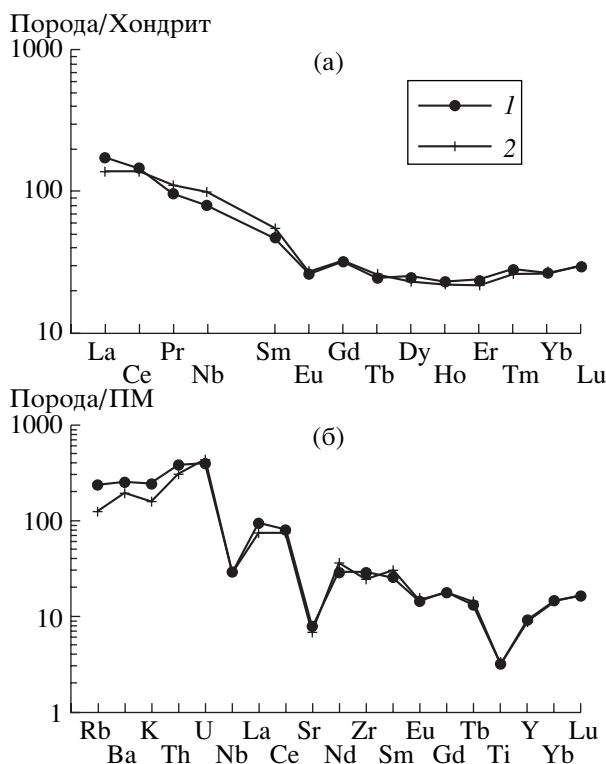 Порода/Хондрит
1000
(а)
1
2
100
10
La Pr Nb Sm Gd Dy Er Yb
Ce Eu Tb Ho Tm Lu
Порода/ПМ
1000
(б)
100
10
1
Rb K U La Sr Zr Eu Tb Y Lu
Ba Th Nb Ce Nd Sm Gd Ti Yb